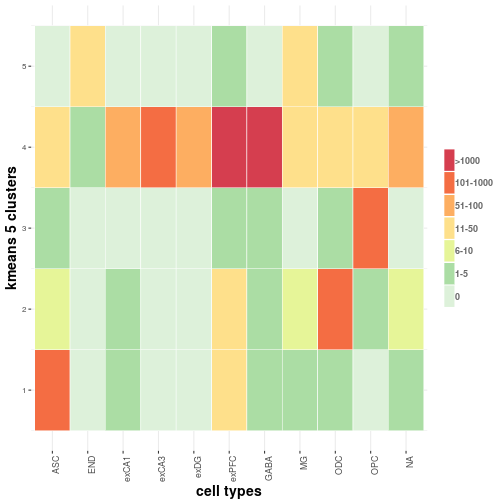 5
4
3
2
1
kmeans 5 clusters
ASC
END
exCA1
exCA3
exDG
exPFC
GABA
MG
ODC
OPC
NA
cell types
>1000
101-1000
51-100
11-50
6-10
1-5
0